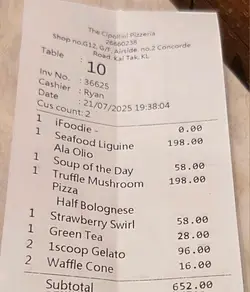 The Cipollini Pizzeria
28860238
Shop no.G12, G/F Airside. no.2 Concorde
Road, Kai Tak, KL
Table : 10
Inv No. : 36625
Cashier : Ryan
Date : 21/07/2025 19:38:04
Cus count: 2
1 iFoodie - 0.00
1 Seafood Liguine 198.00
Ala Olio
1 Soup of the Day 58.00
1 Truffle Mushroom 198.00
Pizza
Half Bolognese
1 Strawberry Swirl 58.00
1 Green Tea 28.00
2 1scoop Gelato 96.00
2 Waffle Cone 16.00
Subtotal 652.00